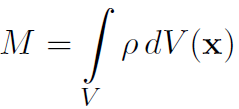 M = ∫_V ρ dV(𝐱)